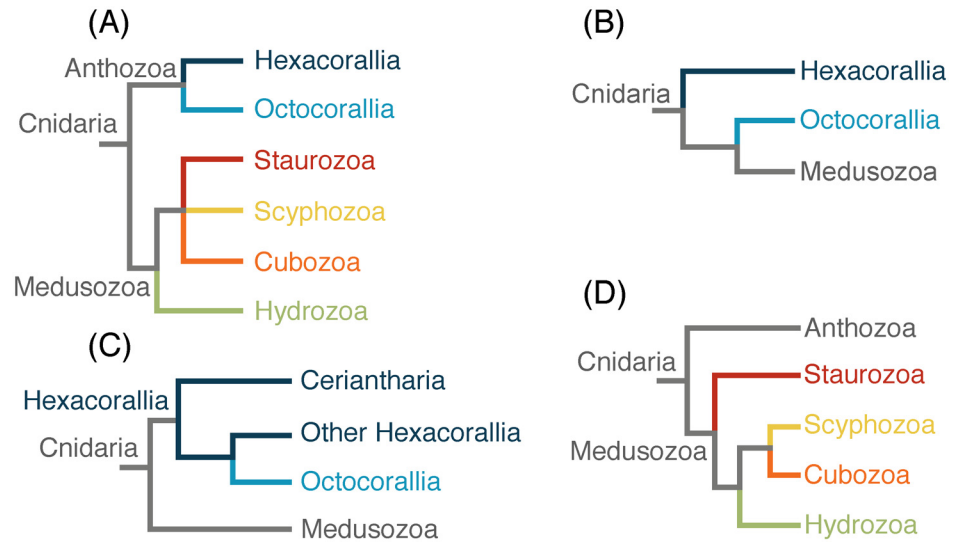 (A)
Anthozoa
Hexacorallia
Octocorallia
Cnidaria
Staurozoa
Scyphozoa
Cubozoa
Medusozoa
Hydrozoa
(B)
Cnidaria
Hexacorallia
Octocorallia
Medusozoa
(C)
Ceriantharia
Hexacorallia
Other Hexacorallia
Cnidaria
Octocorallia
Medusozoa
(D)
Anthozoa
Cnidaria
Staurozoa
Scyphozoa
Medusozoa
Cubozoa
Hydrozoa